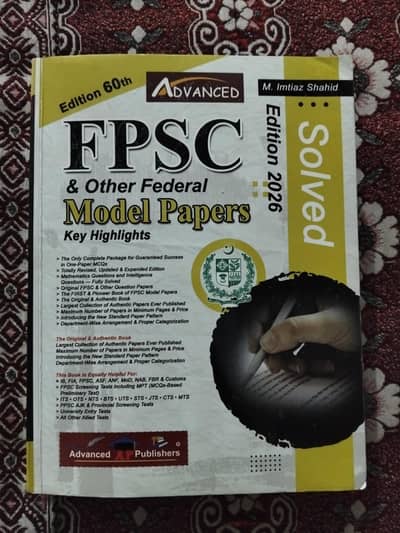 Edition 60th
ADVANCED
M. Imtiaz Shahid
FPSC
& Other Federal
Model Papers
Key Highlights
Edition 2026
Solved
The Only Complete Package for Guaranteed Success
in One-Paper MCQs
Totally Revised, Updated & Expanded Edition
Mathematics Questions and Intelligence
Questions — Fully Solved
Original FPSC & Other Question Papers
The FIRST & Pioneer Book of FPSC Model Papers
The Original & Authentic Book
Largest Collection of Authentic Papers Ever Published
Maximum Number of Papers in Minimum Pages & Price
Introducing the New Standard Paper Pattern
Department-Wise Arrangement & Proper Categorization
The Original & Authentic Book
Largest Collection of Authentic Papers Ever Published
Maximum Number of Papers in Minimum Pages & Price
Introducing the New Standard Paper Pattern
Department-Wise Arrangement & Proper Categorization
This Book is Equally Helpful For:
IB, FIA, FPSC, ASF, ANF, MoD, NAB, FBR & Customs
FPSC Screening Tests Including MPT (MCQs-Based
Preliminary Test)
ITS • OTS • NTS • BTS • UTS • STS • JTS • CTS • MTS
PPSC AJK & Provincial Screening Tests
University Entry Tests
All Other Allied Tests
Advanced AP Publishers